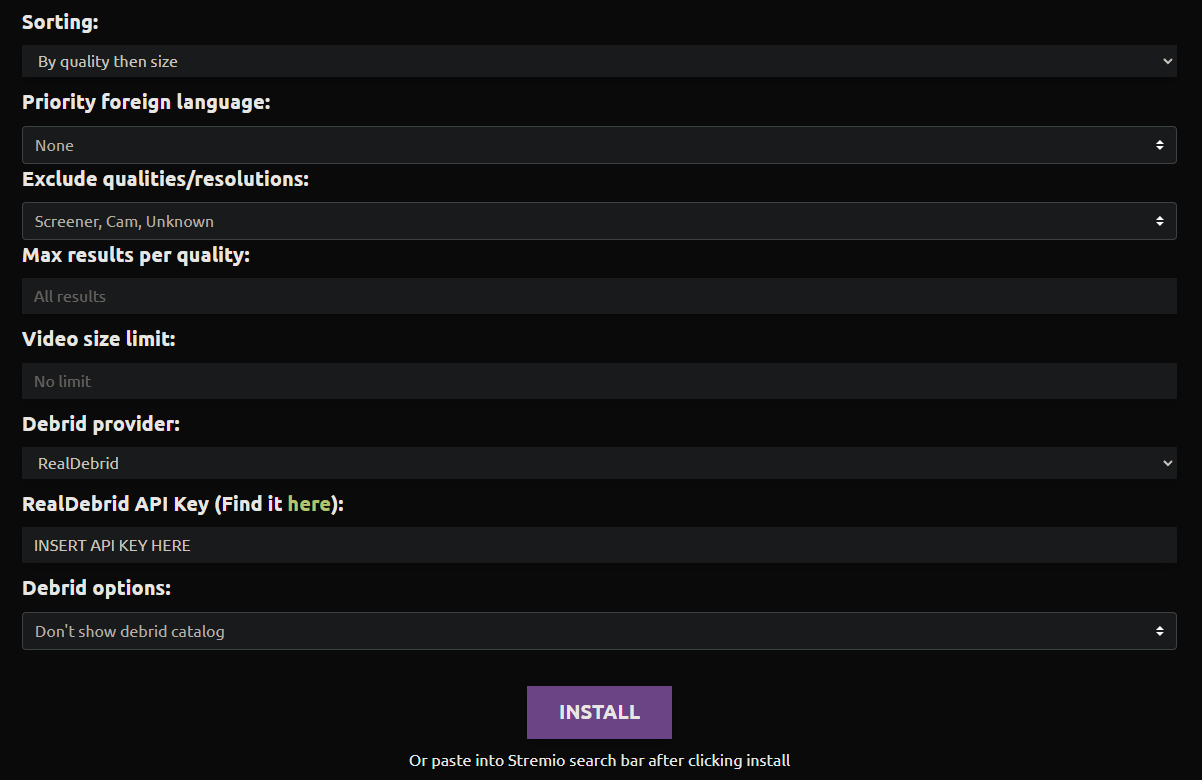 Sorting:
By quality then size
Priority foreign language:
None
Exclude qualities/resolutions:
Screener, Cam, Unknown
Max results per quality:
All results
Video size limit:
No limit
Debrid provider:
RealDebrid
RealDebrid API Key (Find it here):
INSERT API KEY HERE
Debrid options:
Don't show debrid catalog
INSTALL
Or paste into Stremio search bar after clicking install